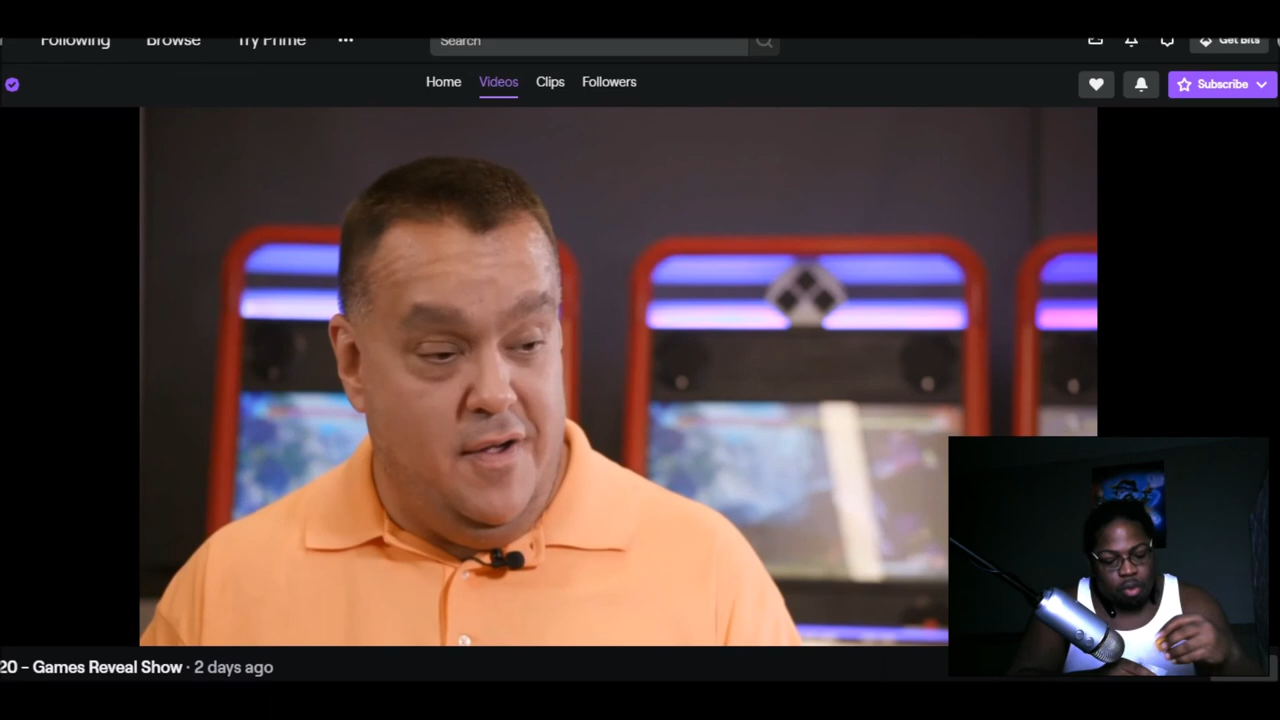 Following Browse Try Prime ...
Search
Get Bits
Home Videos Clips Followers
Subscribe
20 – Games Reveal Show · 2 days ago